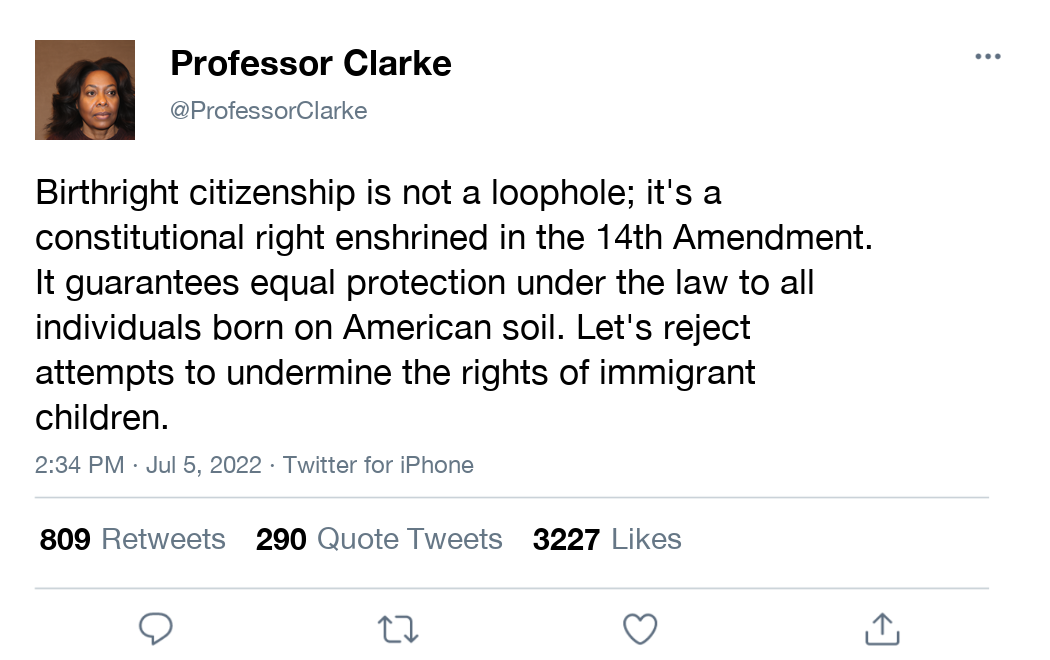 Professor Clarke
@ProfessorClarke
Birthright citizenship is not a loophole; it's a
constitutional right enshrined in the 14th Amendment.
It guarantees equal protection under the law to all
individuals born on American soil. Let's reject
attempts to undermine the rights of immigrant
children.
2:34 PM · Jul 5, 2022 · Twitter for iPhone
809 Retweets 290 Quote Tweets 3227 Likes